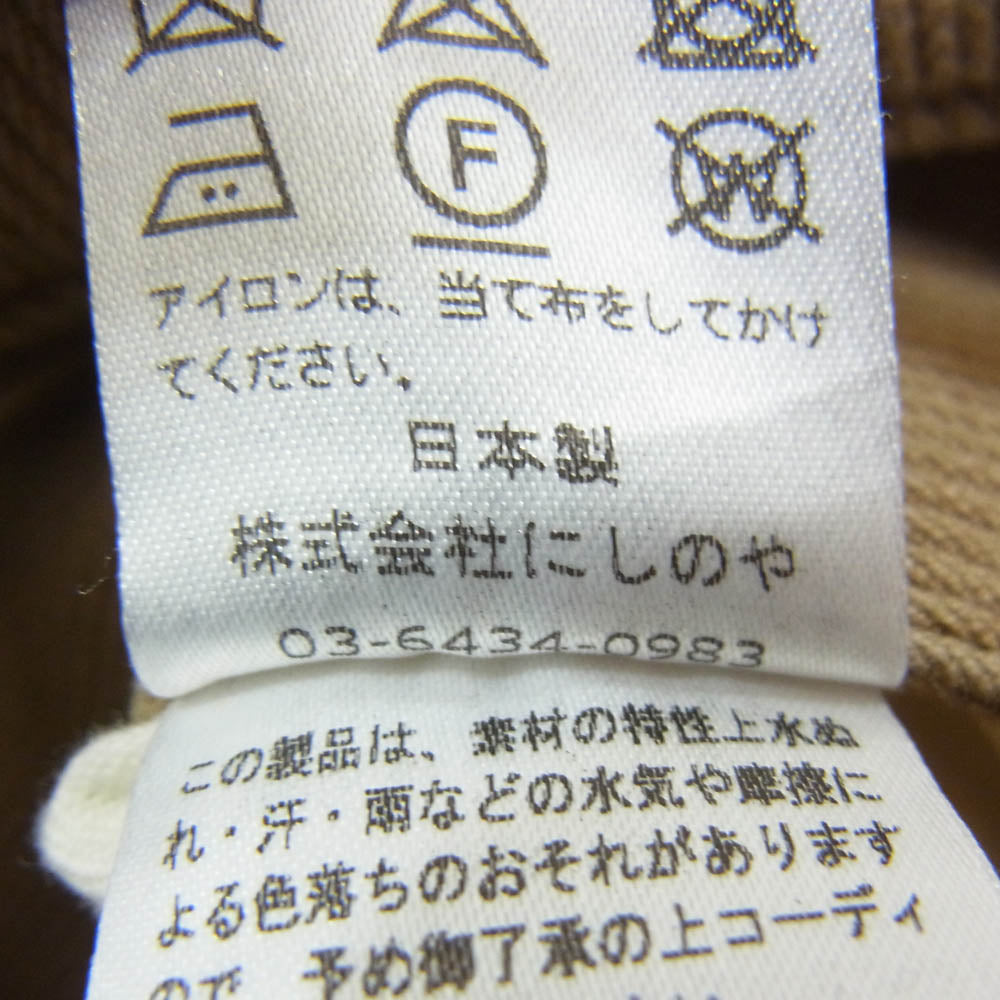 F
W
アイロンは、当て布をしてかけ
てください。
日本製
株式会社にしのや
03-6434-0983
この製品は、素材の特性上水ぬ
れ・汗・雨などの水気や摩擦に
よる色落ちのおそれがあります
ので、予め御了承の上コーディ